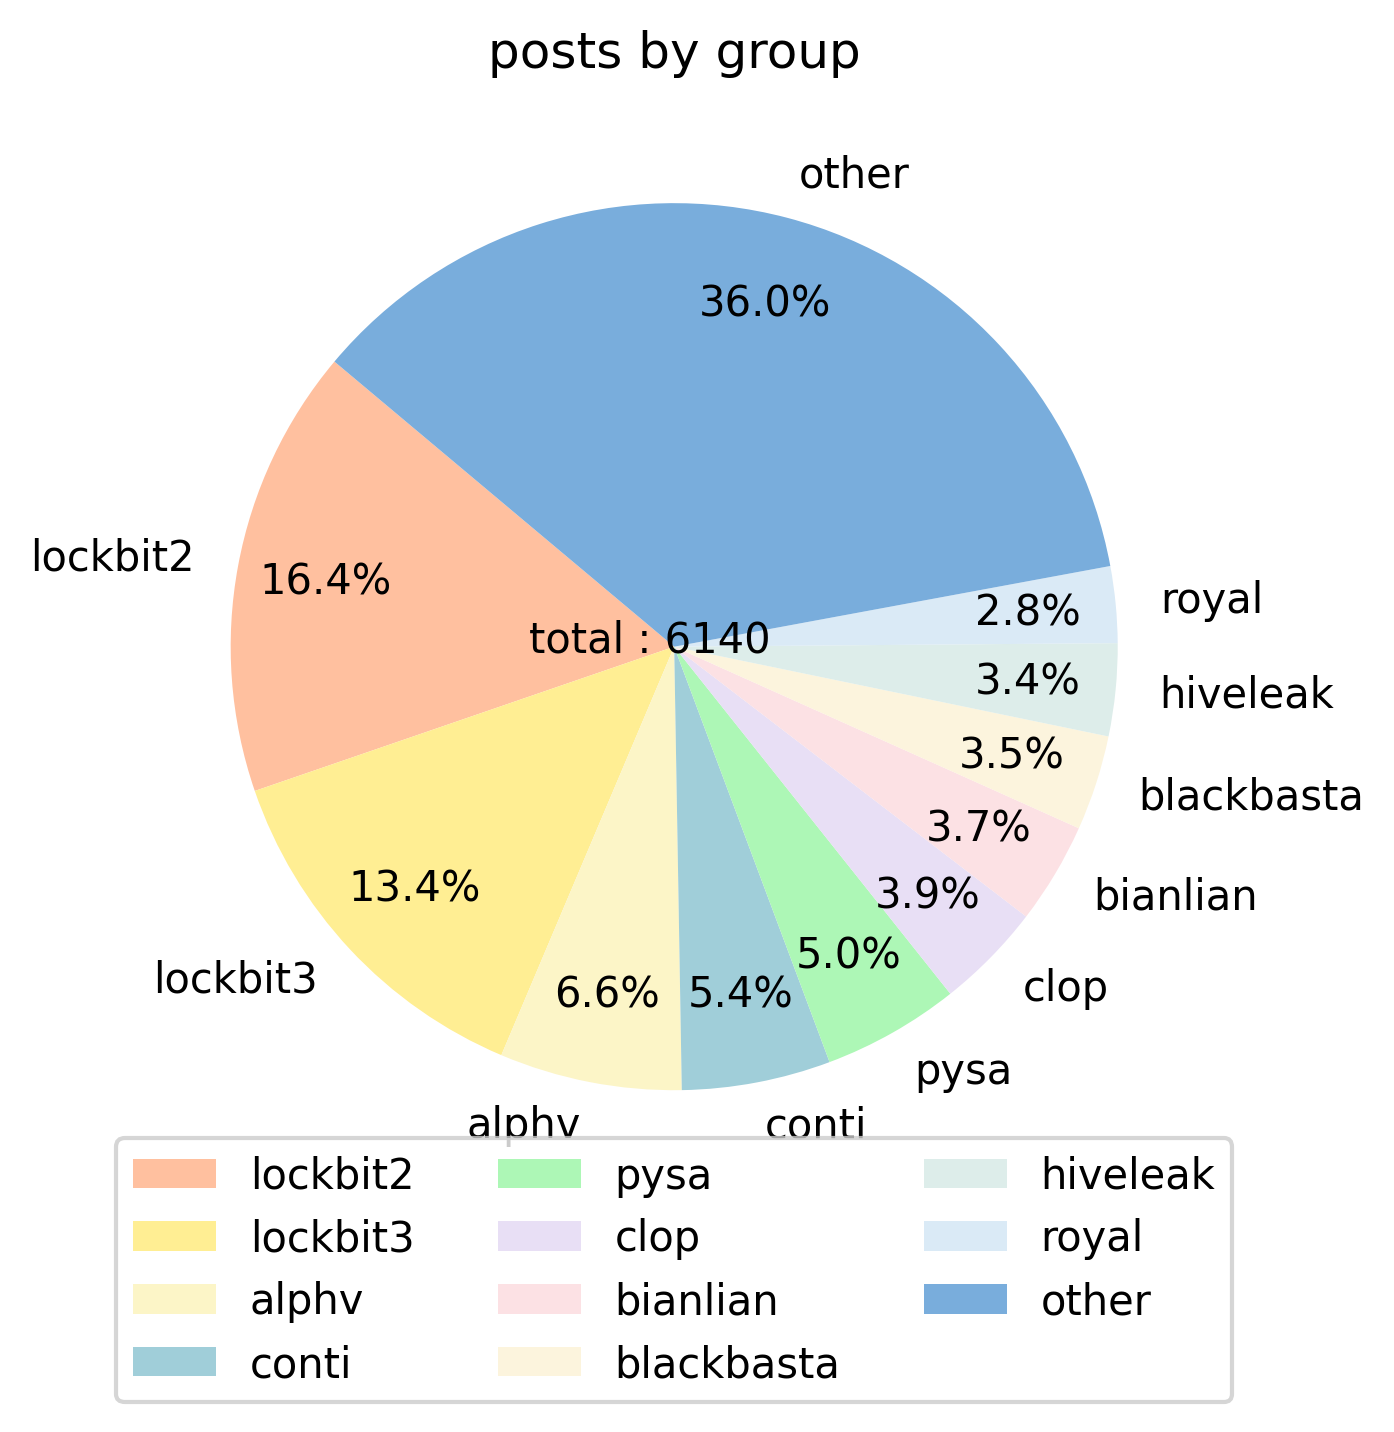 posts by group
other
36.0%
lockbit2
16.4%
total : 6140
royal
2.8%
hiveleak
3.4%
blackbasta
3.5%
bianlian
3.7%
clop
3.9%
pysa
5.0%
conti
5.4%
alphv
6.6%
lockbit3
13.4%
lockbit2
lockbit3
alphv
conti
pysa
clop
bianlian
blackbasta
hiveleak
royal
other